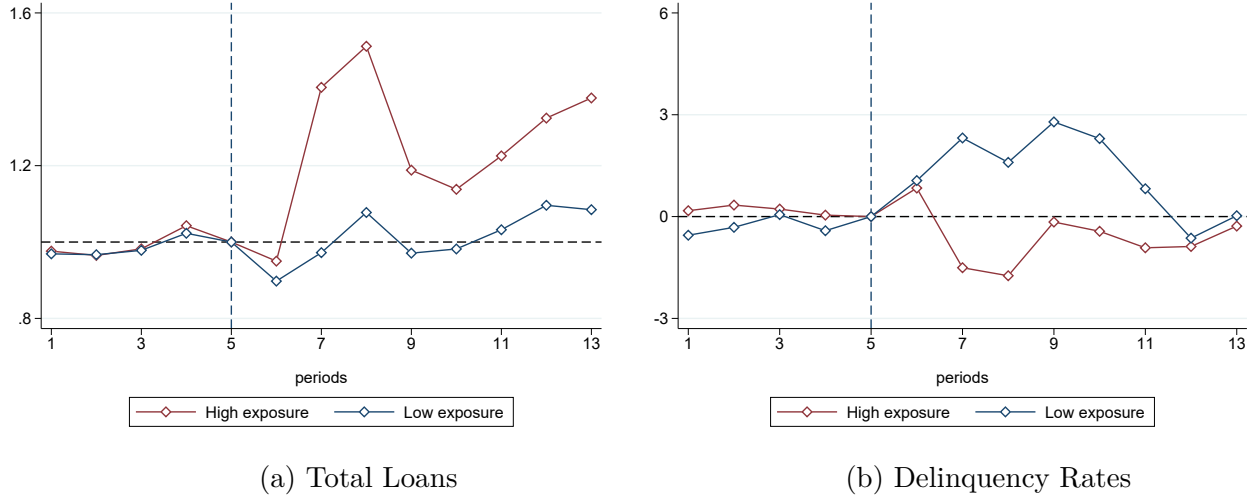 1.6
1.2
.8
1 3 5 7 9 11 13
periods
High exposure Low exposure
(a) Total Loans
6
3
0
-3
1 3 5 7 9 11 13
periods
High exposure Low exposure
(b) Delinquency Rates